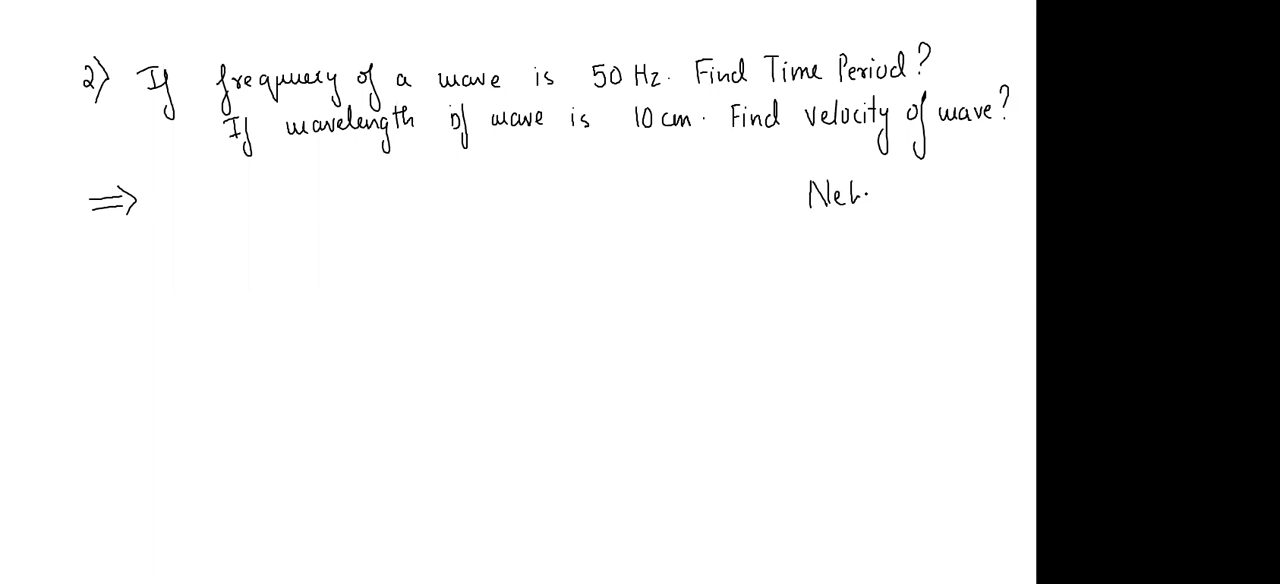 2) If frequency of a wave is 50 Hz. Find Time Period?
If wavelength of wave is 10 cm. Find velocity of wave?
⇒